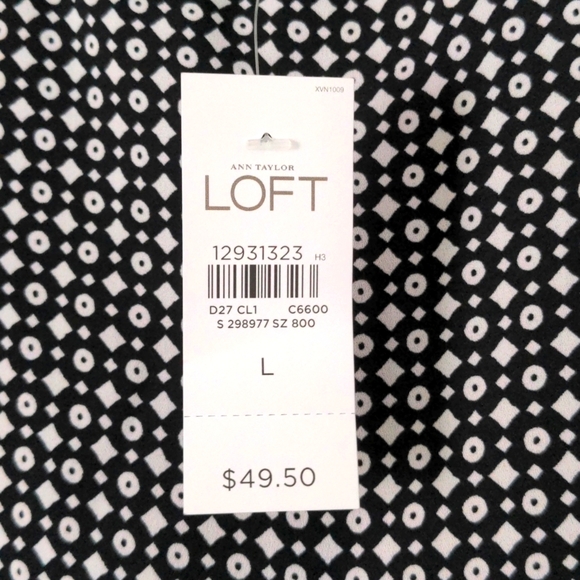 XVN1009
ANN TAYLOR
LOFT
12931323 H3
D27 CL1 C6600
S 298977 SZ 800
L
$49.50